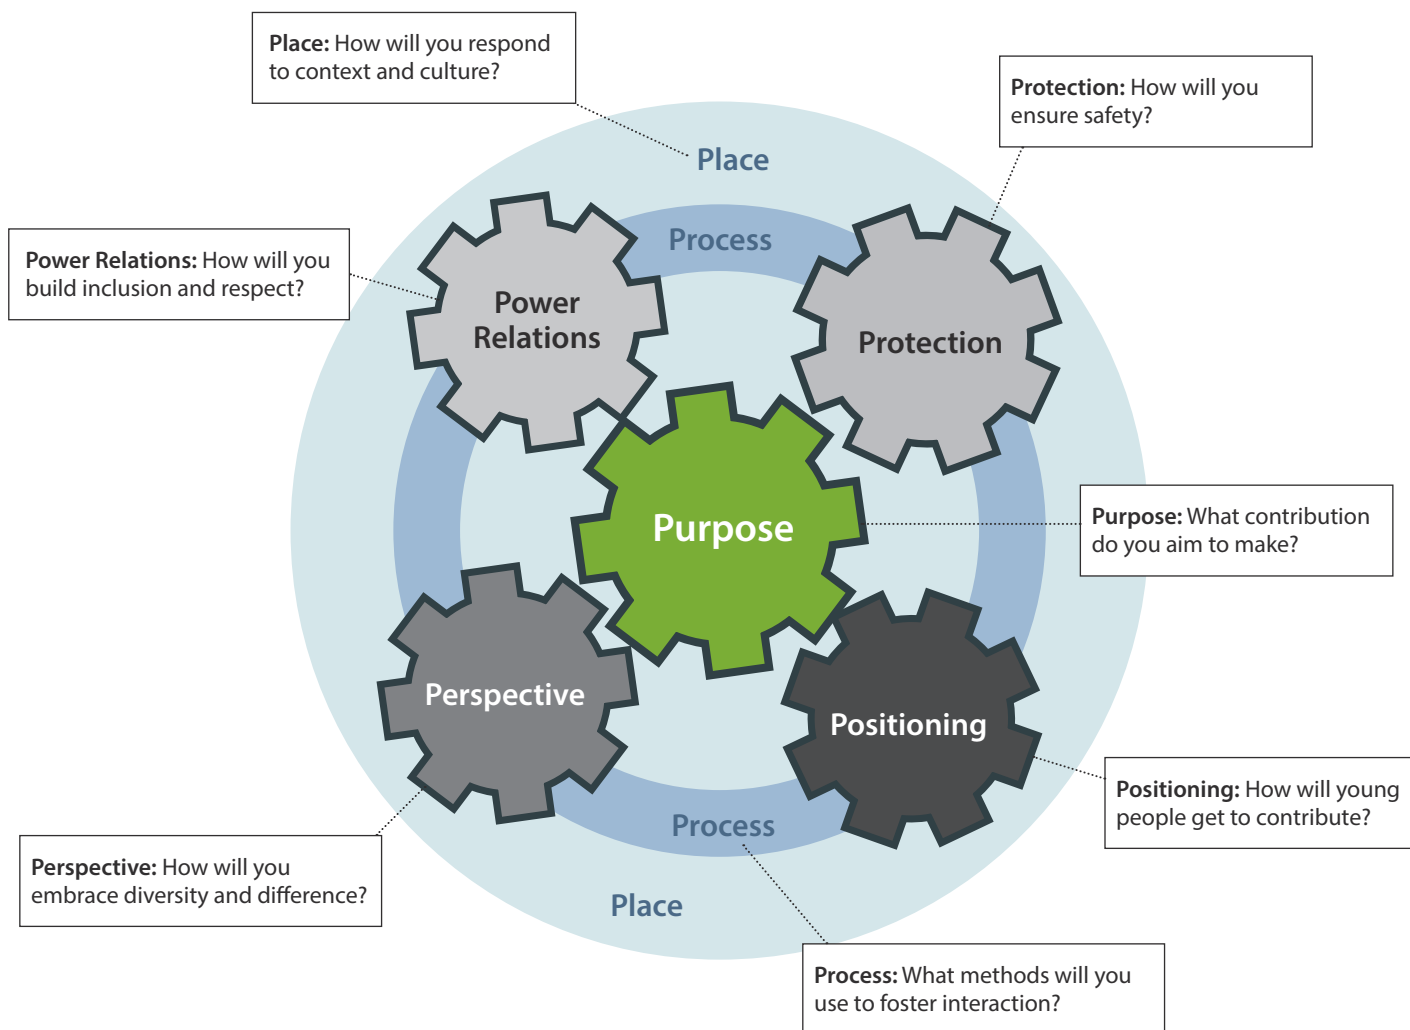 Place: How will you respond
to context and culture?
Protection: How will you
ensure safety?
Place
Process
Power Relations: How will you
build inclusion and respect?
Power
Relations
Protection
Purpose
Purpose: What contribution
do you aim to make?
Perspective
Positioning
Positioning: How will young
people get to contribute?
Process
Perspective: How will you
embrace diversity and difference?
Place
Process: What methods will you
use to foster interaction?